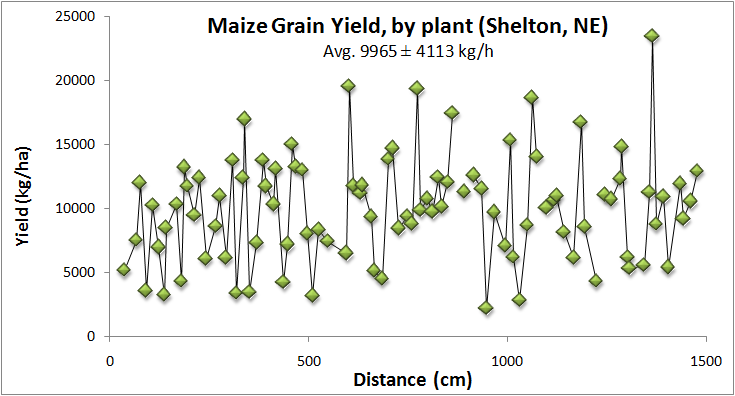 Maize Grain Yield, by plant (Shelton, NE)
Avg. 9965 ± 4113 kg/h
25000
20000
15000
10000
5000
0
Yield (kg/ha)
0 500 1000 1500
Distance (cm)